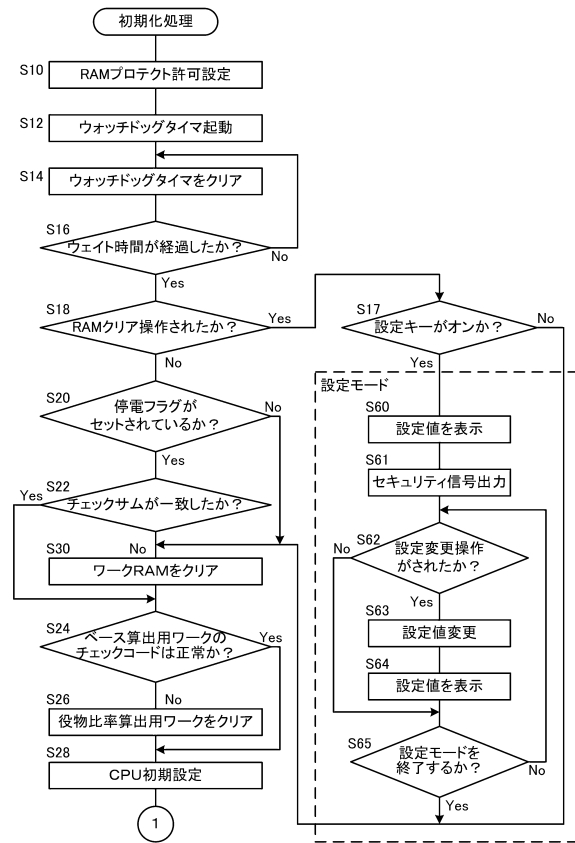 初期化処理
S10
RAMプロテクト許可設定
S12
ウォッチドッグタイマ起動
S14
ウォッチドッグタイマをクリア
S16
ウェイト時間が経過したか？
No
Yes
S18
RAMクリア操作されたか？
Yes
No
S17
設定キーがオンか？
No
Yes
S20
停電フラグが
セットされているか？
No
Yes
S22
チェックサムが一致したか？
Yes
No
S30
ワークRAMをクリア
S24
ベース算出用ワークの
チェックコードは正常か？
Yes
No
S26
役物比率算出用ワークをクリア
S28
CPU初期設定
1
設定モード
S60
設定値を表示
S61
セキュリティ信号出力
S62
設定変更操作
がされたか？
No
Yes
S63
設定値変更
S64
設定値を表示
S65
設定モードを
終了するか？
No
Yes